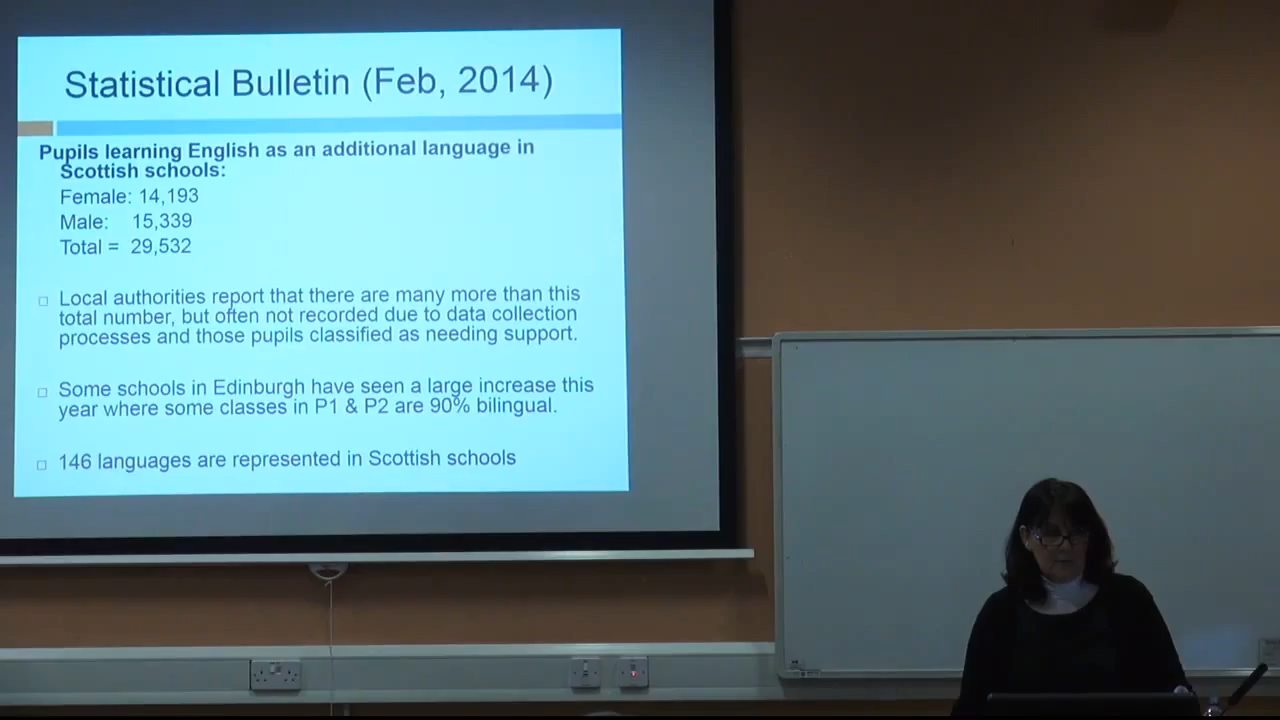 Statistical Bulletin (Feb, 2014)
Pupils learning English as an additional language in
Scottish schools:
Female: 14,193
Male: 15,339
Total = 29,532
Local authorities report that there are many more than this
total number, but often not recorded due to data collection
processes and those pupils classified as needing support.
Some schools in Edinburgh have seen a large increase this
year where some classes in P1 & P2 are 90% bilingual.
146 languages are represented in Scottish schools